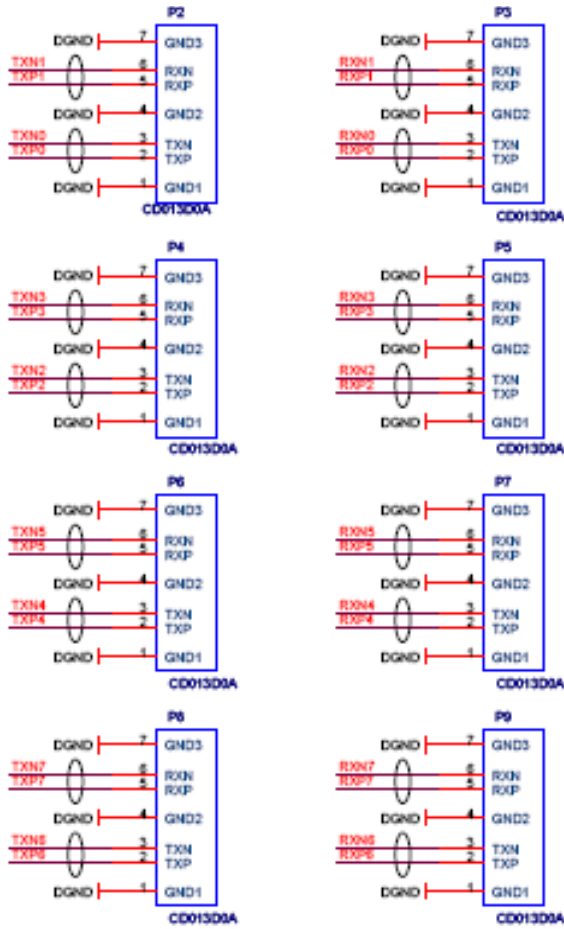 P2
DGND 7 GND3
TXN1 6 RXN
TXP1 5 RXP
DGND 4 GND2
TXN0 3 TXN
TXP0 2 TXP
DGND 1 GND1
CD013D0A
P3
DGND 7 GND3
RXN1 6 RXN
RXP1 5 RXP
DGND 4 GND2
RXN0 3 TXN
RXP0 2 TXP
DGND 1 GND1
CD013D0A
P4
DGND 7 GND3
TXN3 6 RXN
TXP3 5 RXP
DGND 4 GND2
TXN2 3 TXN
TXP2 2 TXP
DGND 1 GND1
CD013D0A
P5
DGND 7 GND3
RXN3 6 RXN
RXP3 5 RXP
DGND 4 GND2
RXN2 3 TXN
RXP2 2 TXP
DGND 1 GND1
CD013D0A
P6
DGND 7 GND3
TXN5 6 RXN
TXP5 5 RXP
DGND 4 GND2
TXN4 3 TXN
TXP4 2 TXP
DGND 1 GND1
CD013D0A
P7
DGND 7 GND3
RXN5 6 RXN
RXP5 5 RXP
DGND 4 GND2
RXN4 3 TXN
RXP4 2 TXP
DGND 1 GND1
CD013D0A
P8
DGND 7 GND3
TXN7 6 RXN
TXP7 5 RXP
DGND 4 GND2
TXN6 3 TXN
TXP6 2 TXP
DGND 1 GND1
CD013D0A
P9
DGND 7 GND3
RXN7 6 RXN
RXP7 5 RXP
DGND 4 GND2
RXN6 3 TXN
RXP6 2 TXP
DGND 1 GND1
CD013D0A